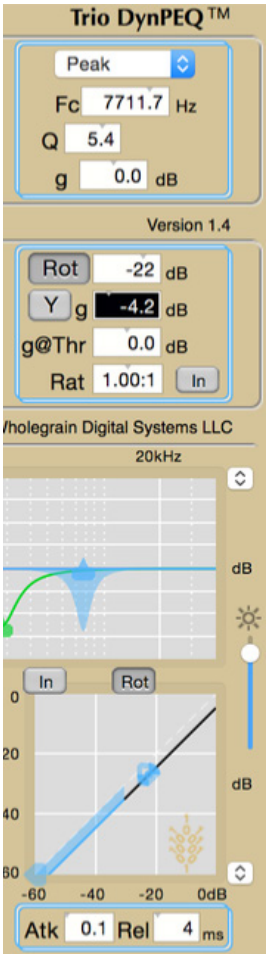 Trio DynPEQ™
Peak
Fc 7711.7 Hz
Q 5.4
g 0.0 dB
Version 1.4
Rot -22 dB
Y g -4.2 dB
g@Thr 0.0 dB
Rat 1.00:1 In
Wholegrain Digital Systems LLC
20kHz
dB
In Rot
0
20
dB
40
60
-60 -40 -20 0dB
Atk 0.1 Rel 4 ms